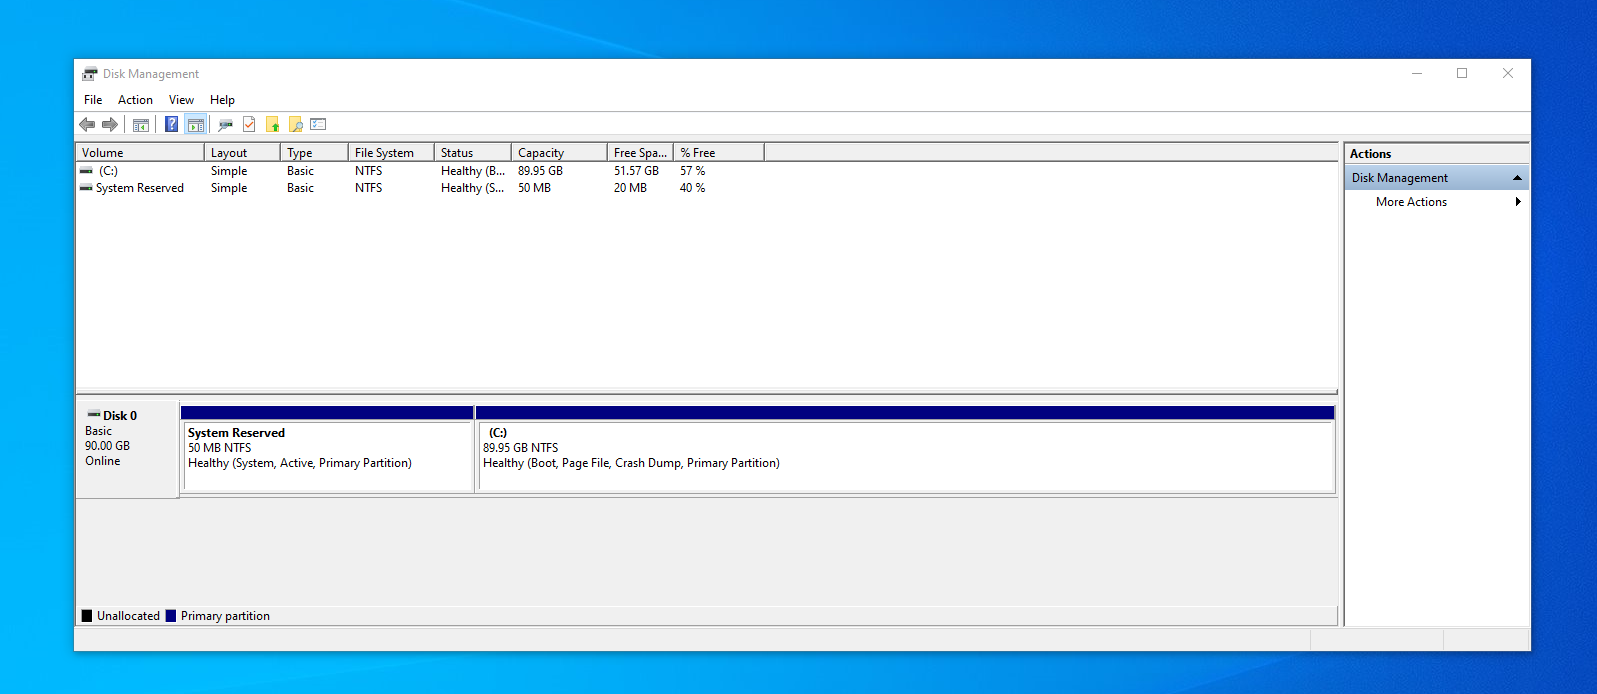 Disk Management
File Action View Help
Volume Layout Type File System Status Capacity Free Spa... % Free
(C:) Simple Basic NTFS Healthy (B... 89.95 GB 51.57 GB 57 %
System Reserved Simple Basic NTFS Healthy (S... 50 MB 20 MB 40 %
Actions
Disk Management
More Actions
Disk 0
Basic
90.00 GB
Online
System Reserved
50 MB NTFS
Healthy (System, Active, Primary Partition)
(C:)
89.95 GB NTFS
Healthy (Boot, Page File, Crash Dump, Primary Partition)
Unallocated Primary partition